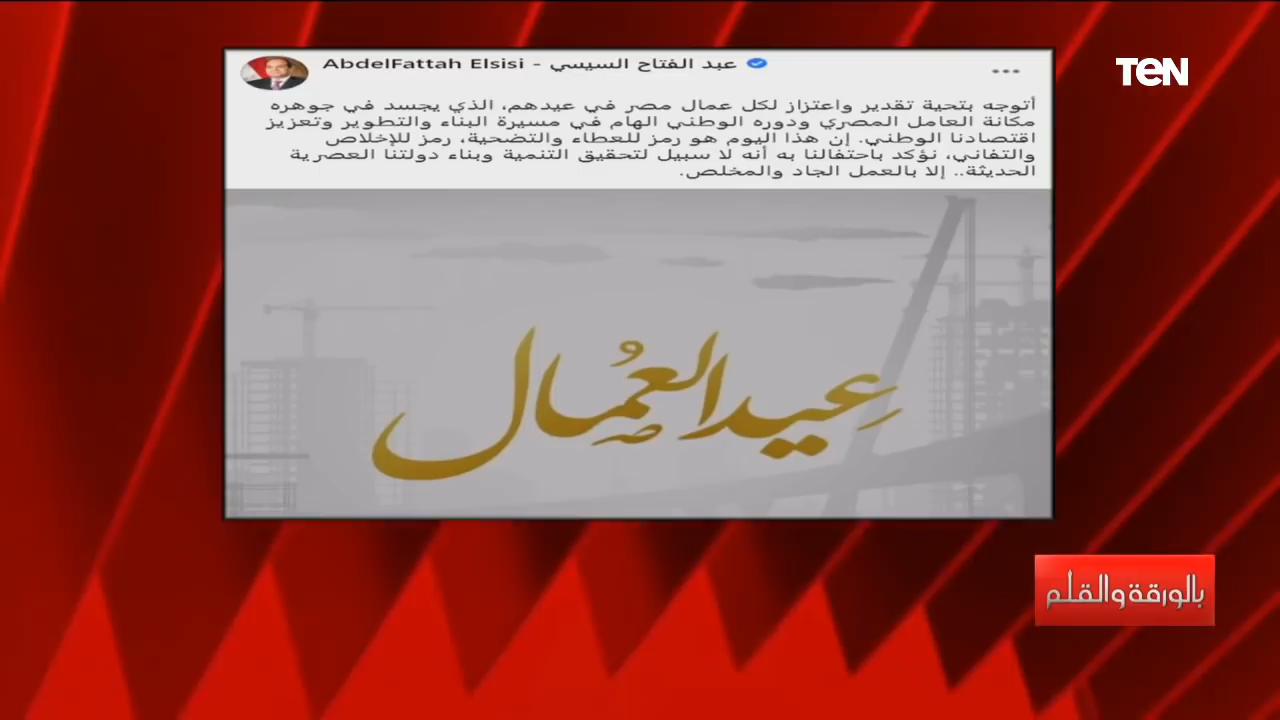 AbdelFattah Elsisi - عبد الفتاح السيسي
TEN
أتوجه بتحية تقدير واعتزاز لكل عمال مصر في عيدهم، الذي يجسد في جوهره
مكانة العامل المصري ودوره الوطني الهام في مسيرة البناء والتطوير وتعزيز
اقتصادنا الوطني. إن هذا اليوم هو رمز للعطاء والتضحية، رمز للإخلاص
والتفاني، نؤكد باحتفالنا به أنه لا سبيل لتحقيق التنمية وبناء دولتنا العصرية
الحديثة.. إلا بالعمل الجاد والمخلص.
عِيد العُمال
بالورقة والقلم